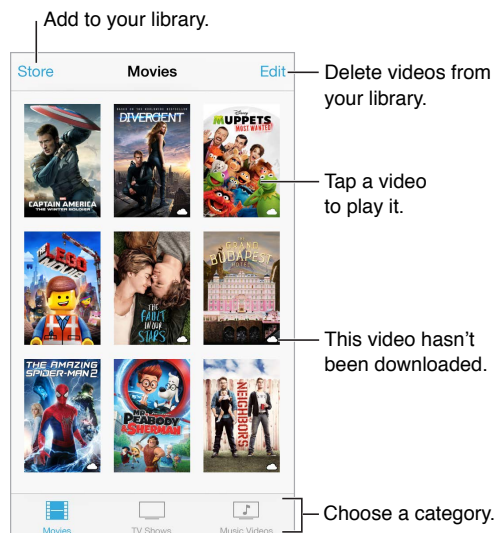 Add to your library.
Store
Movies
Edit
Delete videos from
your library.
CAPTAIN AMERICA
THE WINTER SOLDIER
DIVERGENT
Disney
MUPPETS
MOST WANTED
Tap a video
to play it.
THE LEGO
MOVIE
THE
FAULT
IN OUR
STARS
THE
GRAND
BUDAPEST
HOTEL
This video hasn’t
been downloaded.
THE AMAZING
SPIDER-MAN 2
MR.
PEABODY
&SHERMAN
NEIGHBORS
Movies
TV Shows
Music Videos
Choose a category.